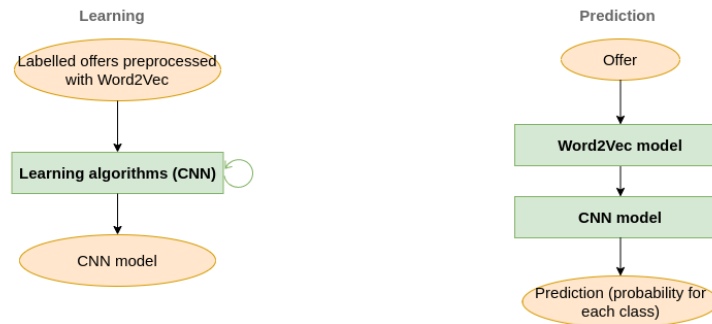 Learning
Labelled offers preprocessed
with Word2Vec
Learning algorithms (CNN)
CNN model
Prediction
Offer
Word2Vec model
CNN model
Prediction (probability for
each class)